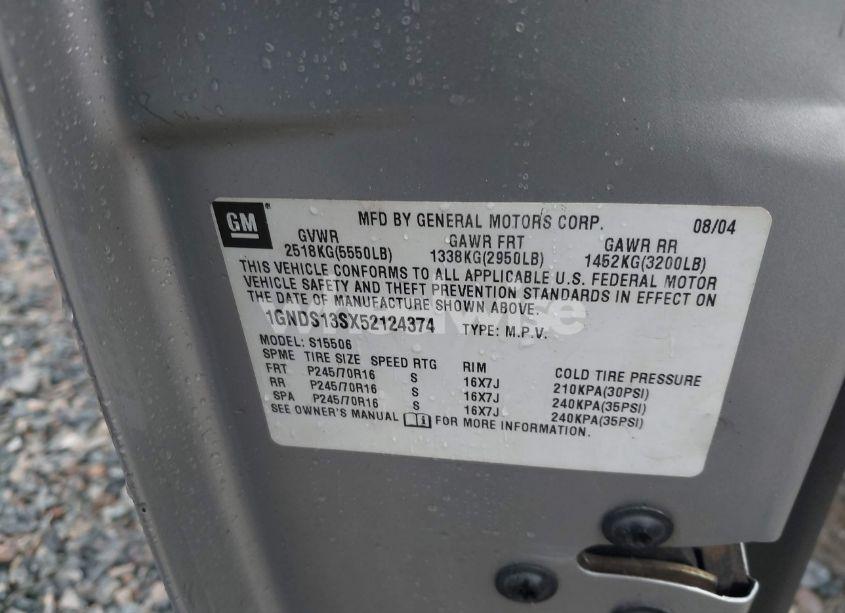 GM
MFD BY GENERAL MOTORS CORP. 08/04
GVWR GAWR FRT GAWR RR
2518KG(5550LB) 1338KG(2950LB) 1452KG(3200LB)
THIS VEHICLE CONFORMS TO ALL APPLICABLE U.S. FEDERAL MOTOR
VEHICLE SAFETY AND THEFT PREVENTION STANDARDS IN EFFECT ON
THE DATE OF MANUFACTURE SHOWN ABOVE.
1GNDS13SX52124374 TYPE: M.P.V.
MODEL: S15506
SPME TIRE SIZE SPEED RTG RIM COLD TIRE PRESSURE
FRT P245/70R16 S 16X7J 210KPA(30PSI)
RR P245/70R16 S 16X7J 240KPA(35PSI)
SPA P245/70R16 S 16X7J 240KPA(35PSI)
SEE OWNER'S MANUAL FOR MORE INFORMATION.